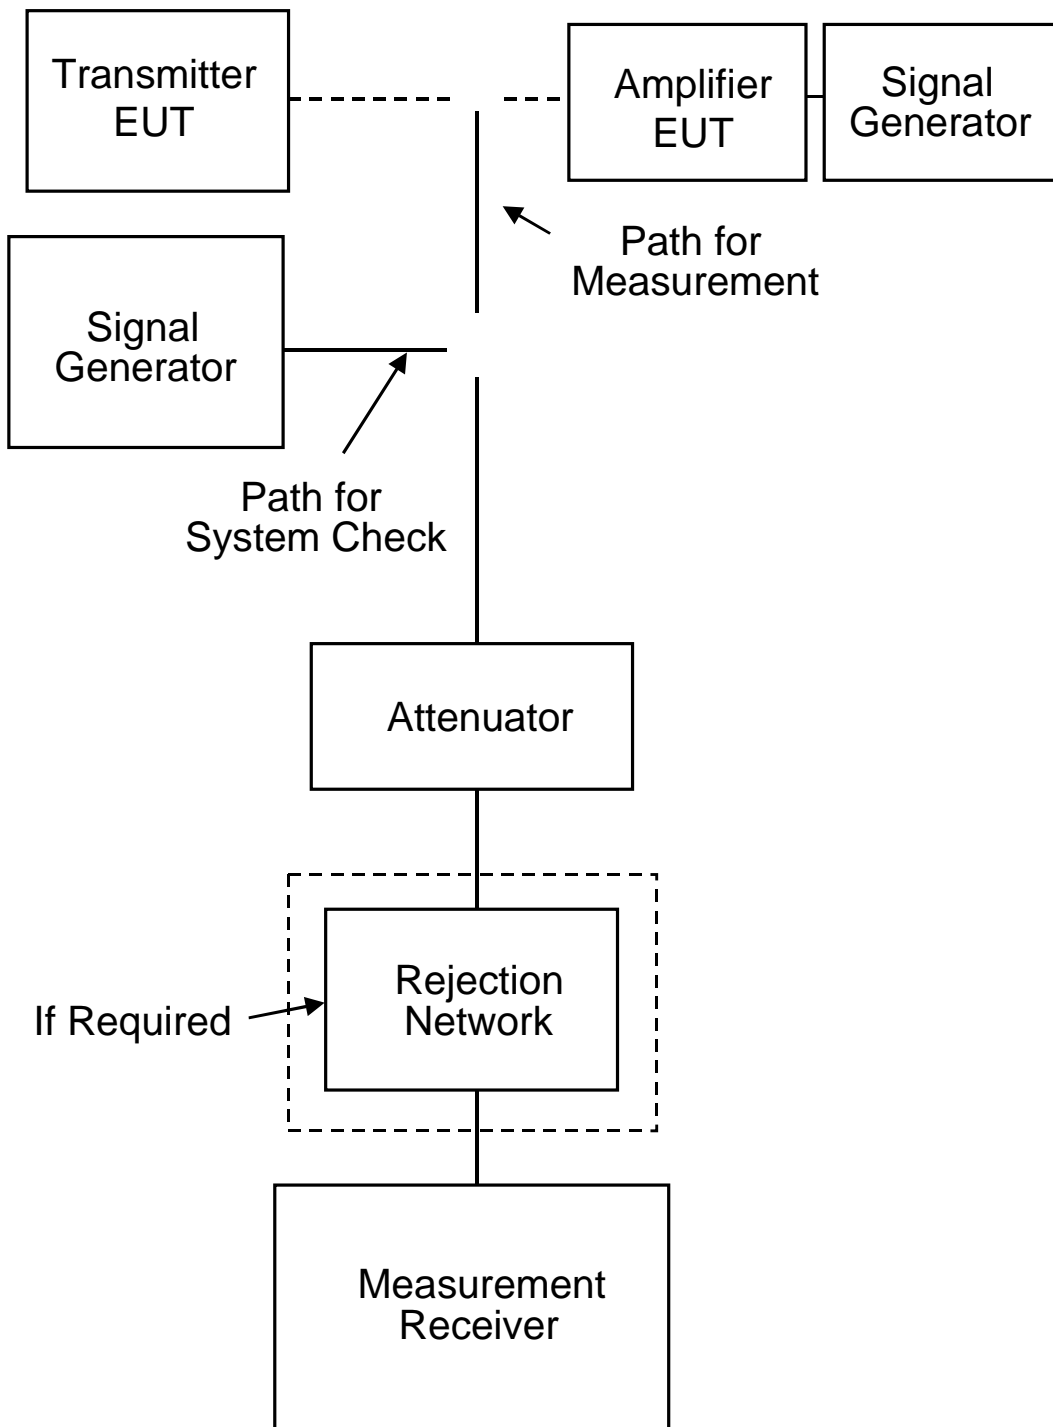 Transmitter
EUT
Amplifier
EUT
Signal
Generator
Path for
Measurement
Signal
Generator
Path for
System Check
Attenuator
Rejection
Network
If Required
Measurement
Receiver